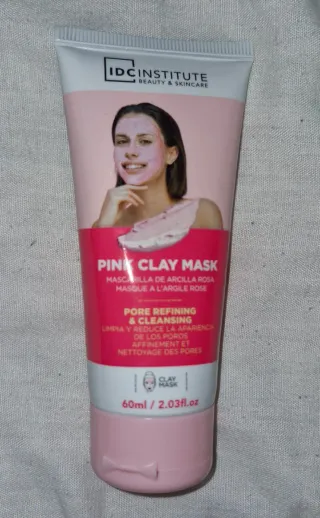 IDC INSTITUTE
BEAUTY & SKINCARE
PINK CLAY MASK
MASCARILLA DE ARCILLA ROSA
MASQUE A L'ARGILE ROSE
PORE REFINING
& CLEANSING
LIMPIA Y REDUCE LA APARIENCIA
DE LOS POROS
AFFINEMENT ET
NETTOYAGE DES PORES
CLAY
MASK
60ml / 2.03fl.oz